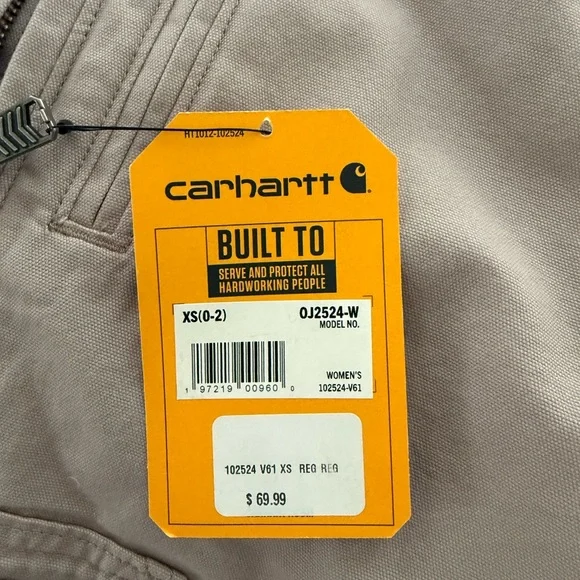 HT1012-102524
carhartt
BUILT TO
SERVE AND PROTECT ALL
HARDWORKING PEOPLE
XS(0-2) OJ2524-W
MODEL NO.
WOMEN'S
1 97219 00960 0 102524-V61
102524 V61 XS REG REG
$ 69.99